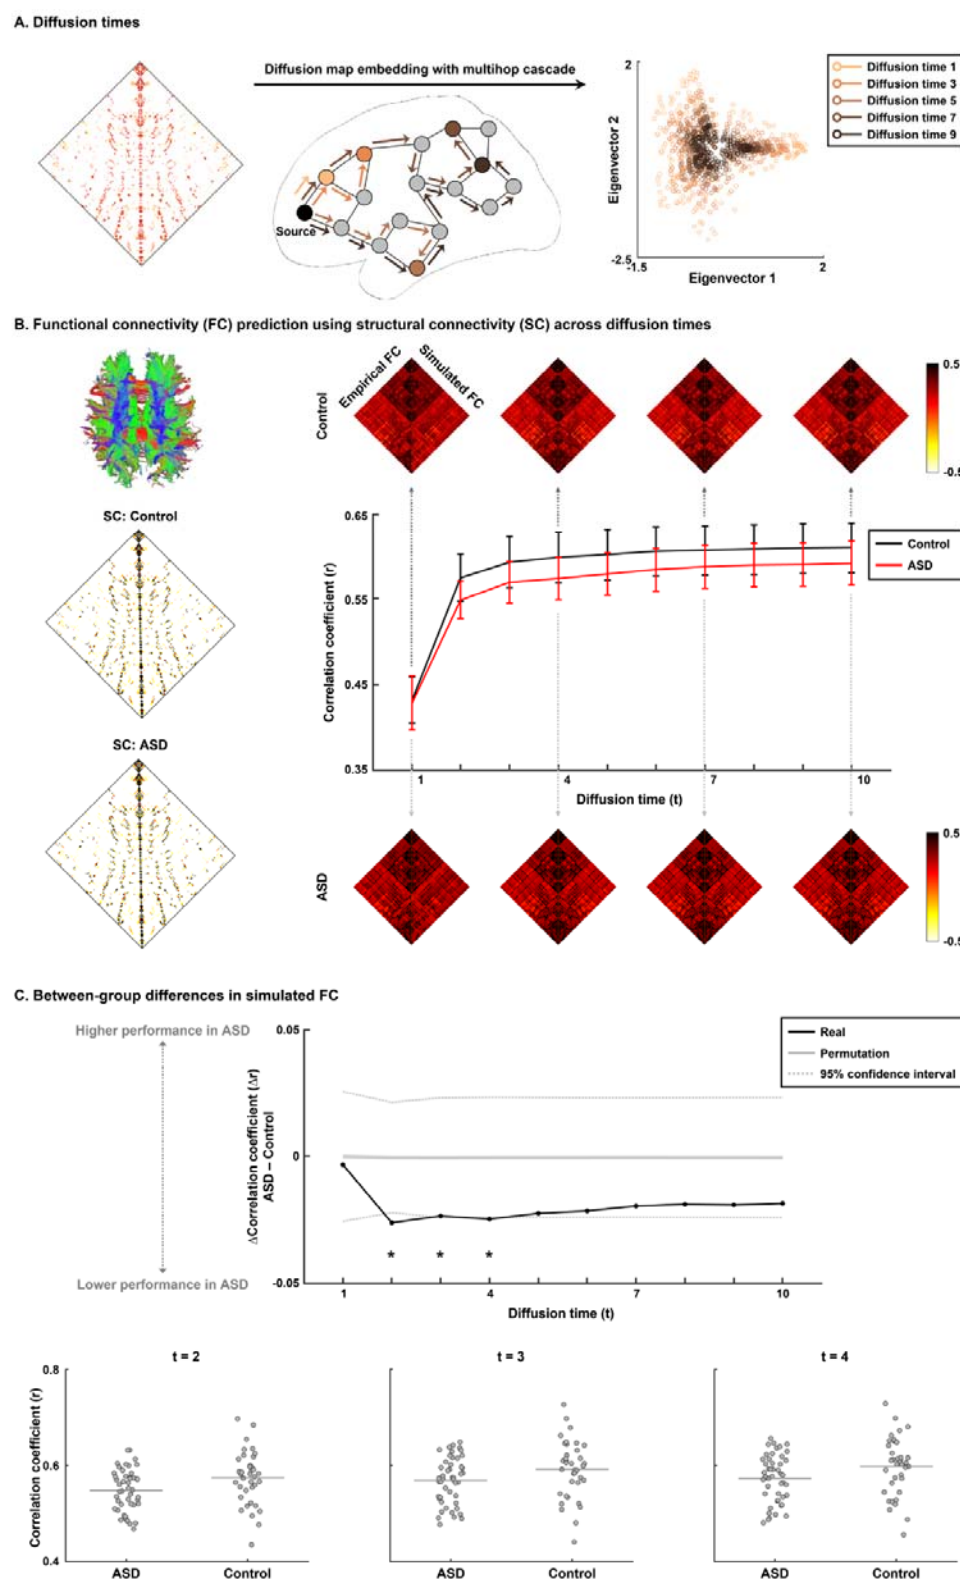 A. Diffusion times
Diffusion map embedding with multihop cascade
Source
2
Eigenvector 2
-2.5
-1.5
2
Eigenvector 1
Diffusion time 1
Diffusion time 3
Diffusion time 5
Diffusion time 7
Diffusion time 9
B. Functional connectivity (FC) prediction using structural connectivity (SC) across diffusion times
Control
Empirical FC
Simulated FC
0.5
-0.5
SC: Control
SC: ASD
0.65
0.55
0.45
0.35
Correlation coefficient (r)
1
4
7
10
Diffusion time (t)
Control
ASD
ASD
0.5
-0.5
C. Between-group differences in simulated FC
Higher performance in ASD
Lower performance in ASD
0.05
0
-0.05
ΔCorrelation coefficient (Δr)
ASD – Control
Real
Permutation
95% confidence interval
* * *
1
4
7
10
Diffusion time (t)
t = 2
t = 3
t = 4
0.8
0.6
0.4
Correlation coefficient (r)
ASD
Control
ASD
Control
ASD
Control